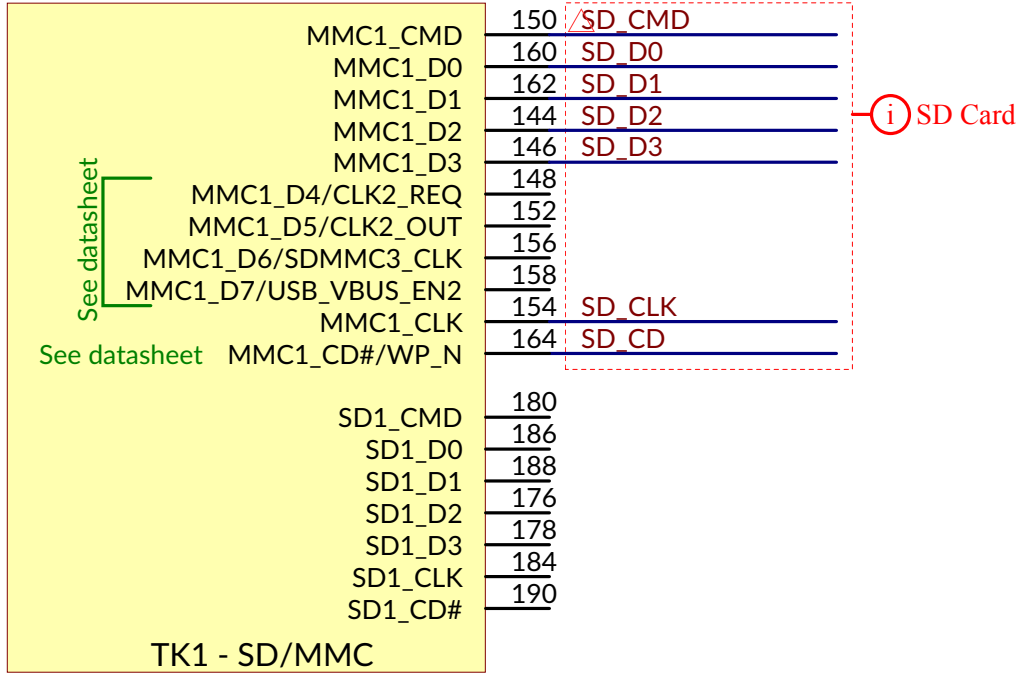 MMC1_CMD 150 SD_CMD
MMC1_D0 160 SD_D0
MMC1_D1 162 SD_D1
MMC1_D2 144 SD_D2
MMC1_D3 146 SD_D3
MMC1_D4/CLK2_REQ 148
MMC1_D5/CLK2_OUT 152
MMC1_D6/SDMMC3_CLK 156
MMC1_D7/USB_VBUS_EN2 158
MMC1_CLK 154 SD_CLK
See datasheet MMC1_CD#/WP_N 164 SD_CD
See datasheet
i SD Card
SD1_CMD 180
SD1_D0 186
SD1_D1 188
SD1_D2 176
SD1_D3 178
SD1_CLK 184
SD1_CD# 190
TK1 - SD/MMC